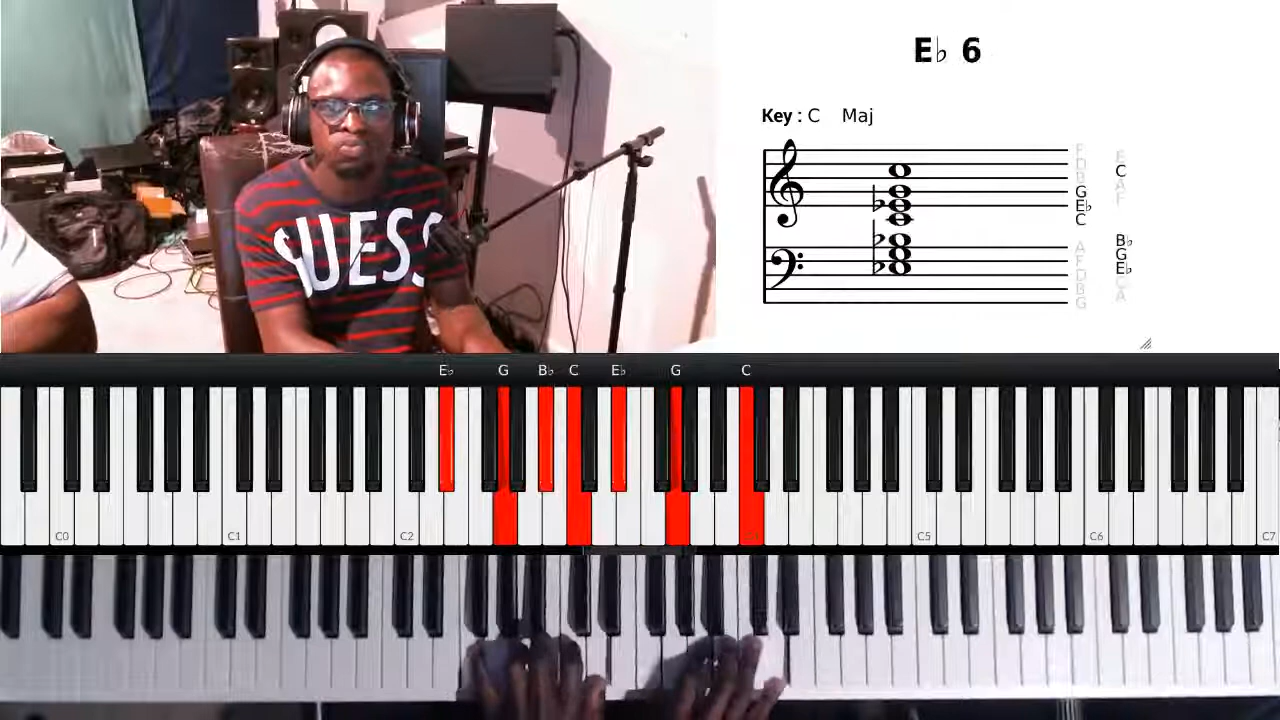 E♭ 6
Key : C Maj
F
D
B
G
E♭
C
A
F
D
B
G
E
C
A
F
B♭
G
E♭
C
A
GUESS
E♭ G B♭ C E♭ G C
C0 C1 C2 C5 C6 C7